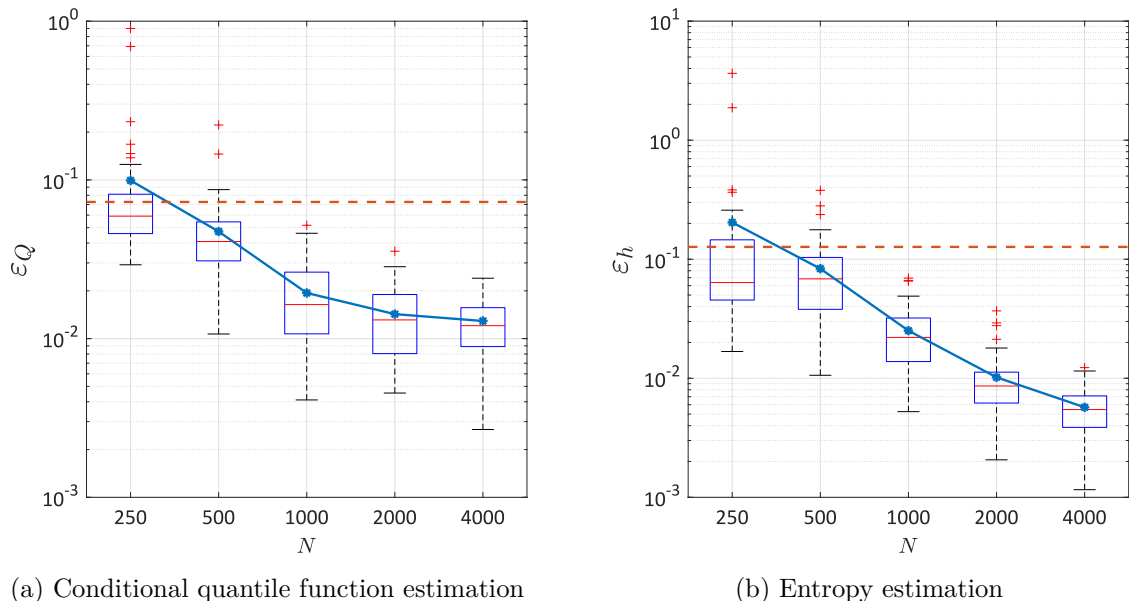 10^0
10^-1
10^-2
10^-3
ε_Q
250 500 1000 2000 4000
N
(a) Conditional quantile function estimation
10^1
10^0
10^-1
10^-2
10^-3
ε_h
250 500 1000 2000 4000
N
(b) Entropy estimation